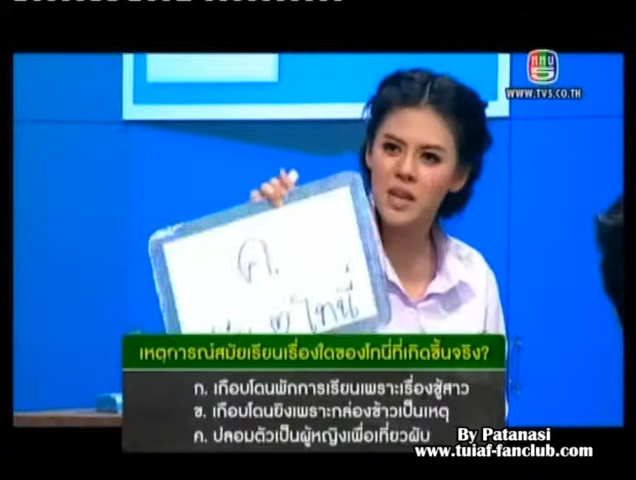 ททบ
5
WWW.TV5.CO.TH
ค.
โทนี่
เหตุการณ์สมัยเรียนเรื่องใดของโทนี่ที่เกิดขึ้นจริง?
ก. เกือบโดนพักการเรียนเพราะเรื่องชู้สาว
ข. เกือบโดนยิงเพราะกล่องข้าวเป็นเหตุ
ค. ปลอมตัวเป็นผู้หญิงเพื่อเที่ยวผับ
By Patanasi
www.tuiaf-fanclub.com